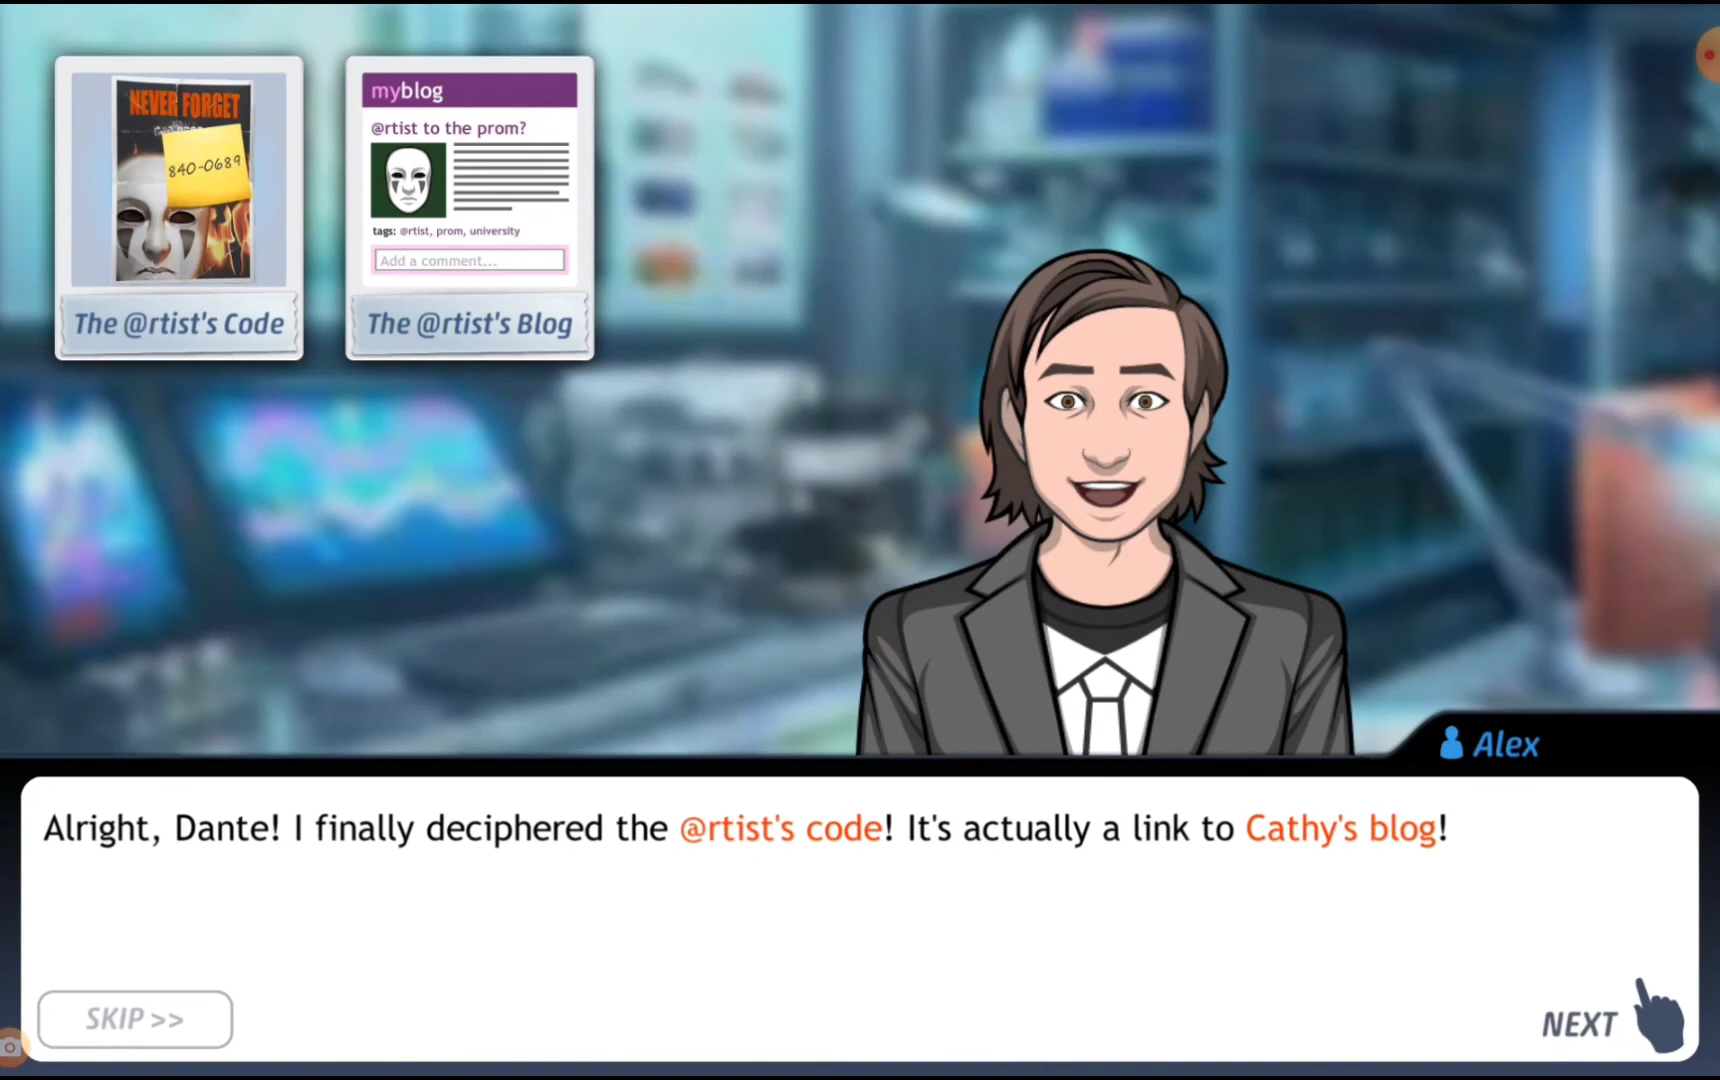 NEVER FORGET
840-0689
The @rtist's Code
myblog
@rtist to the prom?
tags: @rtist, prom, university
Add a comment...
The @rtist's Blog
Alex
Alright, Dante! I finally deciphered the @rtist's code! It's actually a link to Cathy's blog!
SKIP >>
NEXT